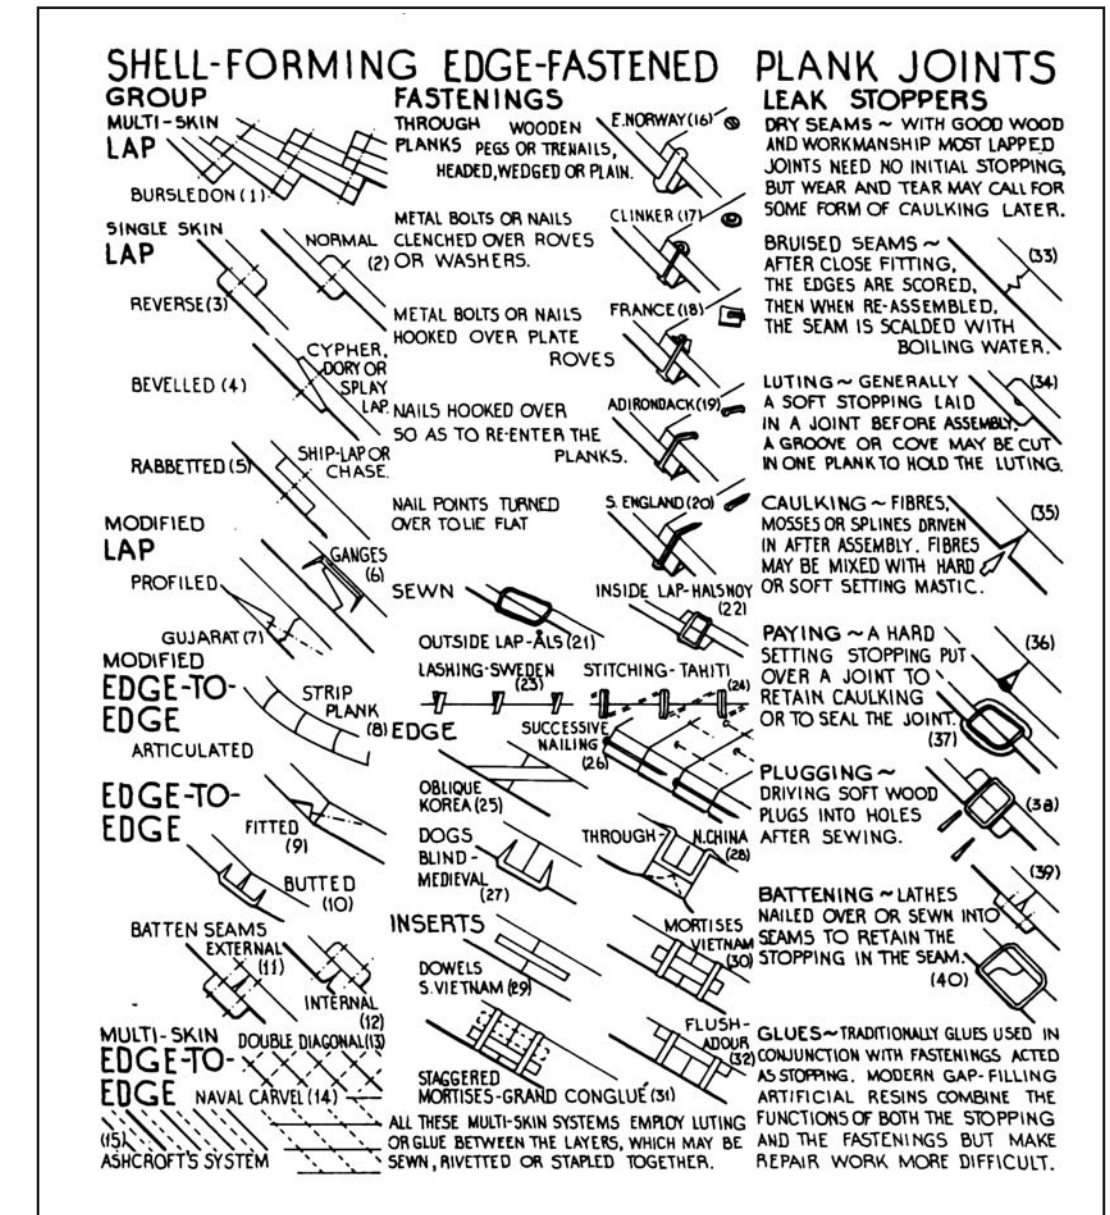 SHELL-FORMING EDGE-FASTENED PLANK JOINTS
GROUP
MULTI-SKIN
LAP
BURSLEDON (1)
SINGLE SKIN
LAP
NORMAL
(2)
REVERSE (3)
CYPHER,
DORY OR
SPLAY
LAP.
BEVELLED (4)
SHIP-LAP OR
CHASE.
RABBETTED (5)
MODIFIED
LAP
GANGES
(6)
PROFILED
GUJARAT (7)
MODIFIED
EDGE-TO-
EDGE
STRIP
PLANK
(8)
ARTICULATED
EDGE-TO-
EDGE
FITTED
(9)
BUTTED
(10)
BATTEN SEAMS
EXTERNAL
(11)
INTERNAL
(12)
MULTI-SKIN
EDGE-TO-
EDGE
DOUBLE DIAGONAL (13)
NAVAL CARVEL (14)
(15)
ASHCROFT'S SYSTEM
FASTENINGS
THROUGH
PLANKS
WOODEN
PEGS OR TRENAILS,
HEADED, WEDGED OR PLAIN.
E.NORWAY (16)
METAL BOLTS OR NAILS
CLENCHED OVER ROVES
OR WASHERS.
CLINKER (17)
METAL BOLTS OR NAILS
HOOKED OVER PLATE
ROVES
FRANCE (18)
NAILS HOOKED OVER
SO AS TO RE-ENTER THE
PLANKS.
ADIRONDACK (19)
NAIL POINTS TURNED
OVER TO LIE FLAT
S. ENGLAND (20)
SEWN
OUTSIDE LAP-ÅLS (21)
INSIDE LAP-HALSNOY
(22)
LASHING-SWEDEN
(23)
STITCHING-TAHITI
(24)
EDGE
OBLIQUE
KOREA (25)
SUCCESSIVE
NAILING
(26)
DOGS
BLIND-
MEDIEVAL
(27)
THROUGH-
N.CHINA
(28)
INSERTS
DOWELS
S.VIETNAM (29)
MORTISES
VIETNAM
(30)
STAGGERED
MORTISES-GRAND CONGLUÉ (31)
FLUSH-
ADOUR
(32)
ALL THESE MULTI-SKIN SYSTEMS EMPLOY LUTING
OR GLUE BETWEEN THE LAYERS, WHICH MAY BE
SEWN, RIVETTED OR STAPLED TOGETHER.
LEAK STOPPERS
DRY SEAMS ~ WITH GOOD WOOD
AND WORKMANSHIP MOST LAPPED
JOINTS NEED NO INITIAL STOPPING,
BUT WEAR AND TEAR MAY CALL FOR
SOME FORM OF CAULKING LATER.
BRUISED SEAMS ~
AFTER CLOSE FITTING,
THE EDGES ARE SCORED,
THEN WHEN RE-ASSEMBLED,
THE SEAM IS SCALDED WITH
BOILING WATER.
(33)
LUTING ~ GENERALLY
A SOFT STOPPING LAID
IN A JOINT BEFORE ASSEMBLY.
A GROOVE OR COVE MAY BE CUT
IN ONE PLANK TO HOLD THE LUTING.
(34)
CAULKING ~ FIBRES,
MOSSES OR SPLINES DRIVEN
IN AFTER ASSEMBLY. FIBRES
MAY BE MIXED WITH HARD
OR SOFT SETTING MASTIC.
(35)
PAYING ~ A HARD
SETTING STOPPING PUT
OVER A JOINT TO
RETAIN CAULKING
OR TO SEAL THE JOINT.
(36)
(37)
PLUGGING ~
DRIVING SOFT WOOD
PLUGS INTO HOLES
AFTER SEWING.
(38)
BATTENING ~ LATHES
NAILED OVER OR SEWN INTO
SEAMS TO RETAIN THE
STOPPING IN THE SEAM.
(39)
(40)
GLUES ~ TRADITIONALLY GLUES USED IN
CONJUNCTION WITH FASTENINGS ACTED
AS STOPPING. MODERN GAP-FILLING
ARTIFICIAL RESINS COMBINE THE
FUNCTIONS OF BOTH THE STOPPING
AND THE FASTENINGS BUT MAKE
REPAIR WORK MORE DIFFICULT.